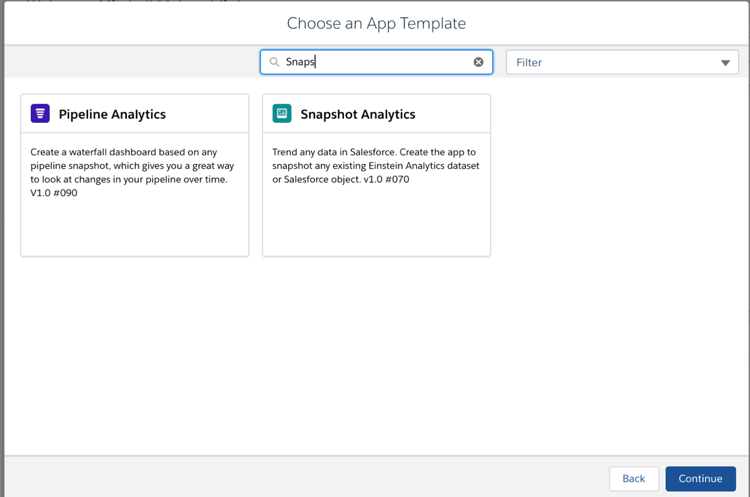 Choose an App Template
Snaps
Filter
Pipeline Analytics
Create a waterfall dashboard based on any
pipeline snapshot, which gives you a great way
to look at changes in your pipeline over time.
V1.0 #090
Snapshot Analytics
Trend any data in Salesforce. Create the app to
snapshot any existing Einstein Analytics dataset
or Salesforce object. v1.0 #070
Back
Continue